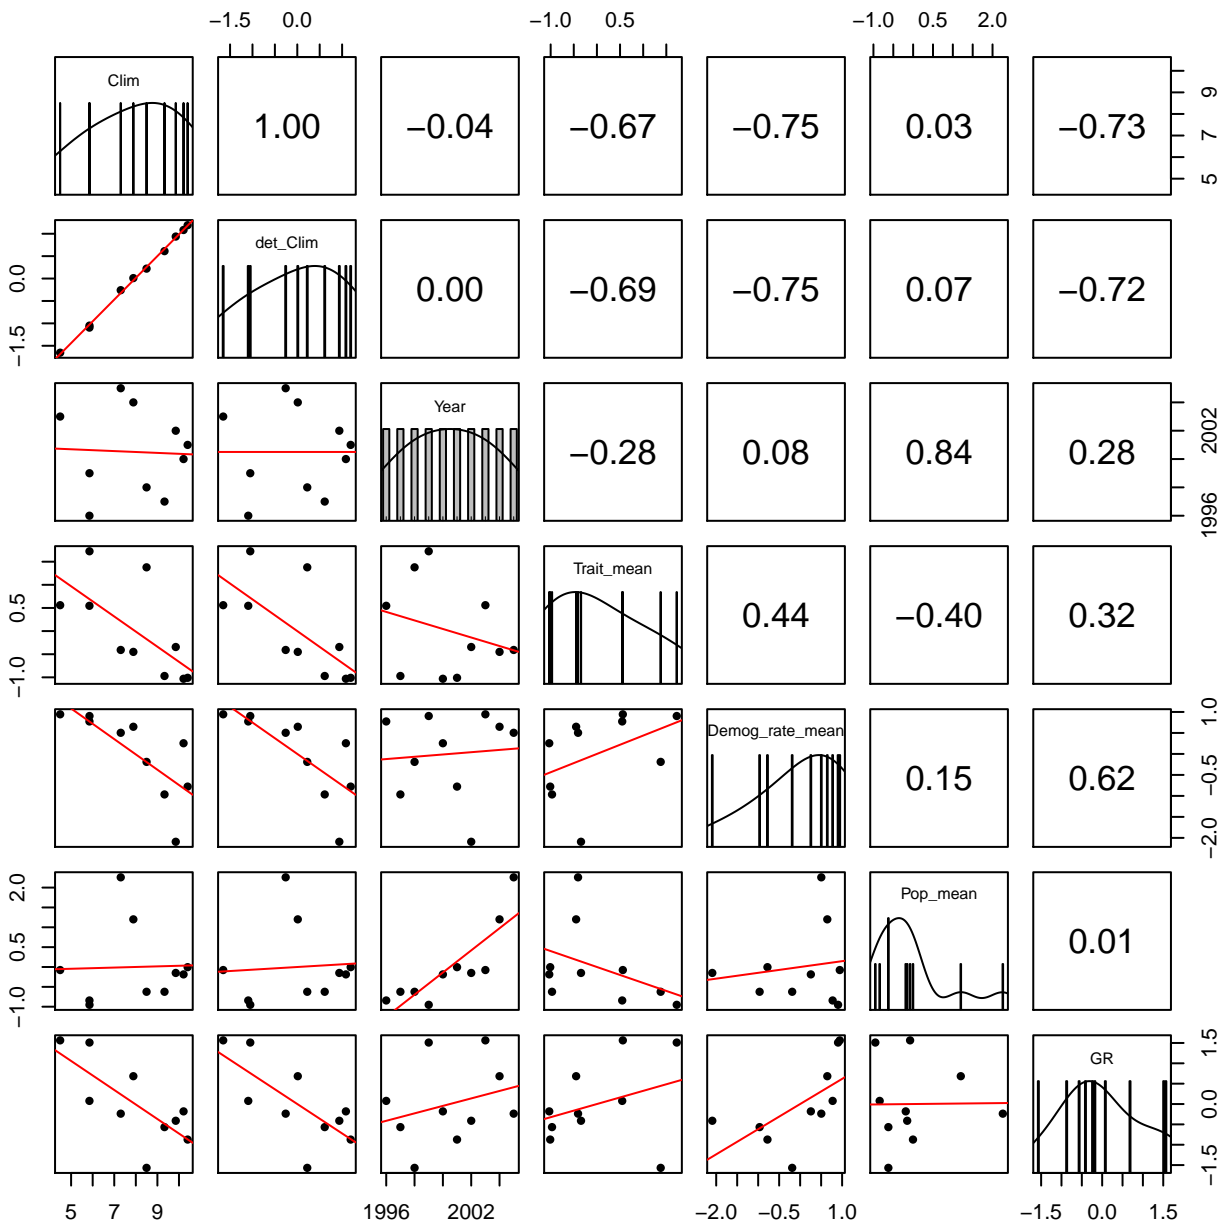 −1.5 0.0 −1.0 0.5 −1.0 0.5 2.0
Clim 1.00 −0.04 −0.67 −0.75 0.03 −0.73 5 7 9
0.0 −1.5 det_Clim 0.00 −0.69 −0.75 0.07 −0.72
Year −0.28 0.08 0.84 0.28 1996 2002
0.5 −1.0 Trait_mean 0.44 −0.40 0.32
Demog_rate_mean 0.15 0.62 −2.0 −0.5 1.0
2.0 0.5 −1.0 Pop_mean 0.01
GR −1.5 0.0 1.5
5 7 9 1996 2002 −2.0 −0.5 1.0 −1.5 0.0 1.5